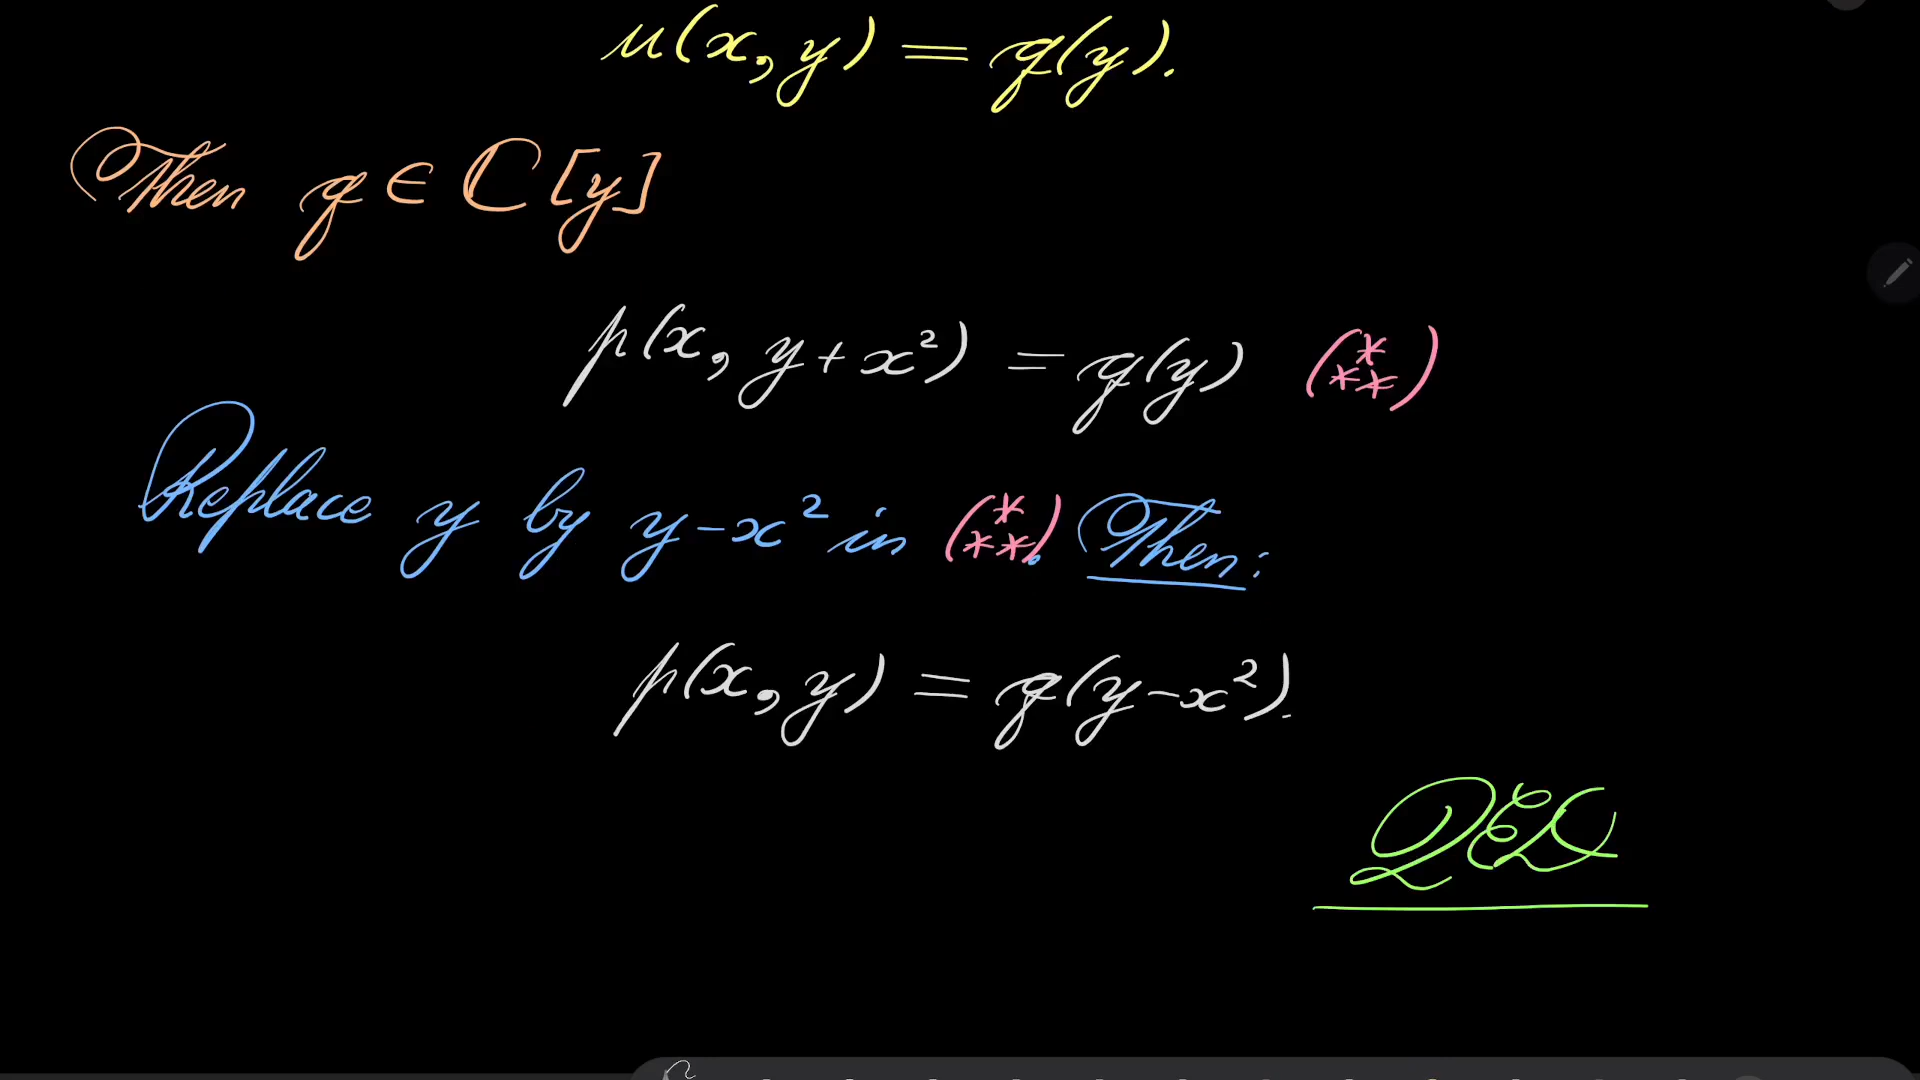 u(x, y) = q(y).
Then q ∈ ℂ[y]
p(x, y + x²) = q(y) (***)
Replace y by y - x² in (***). Then:
p(x, y) = q(y - x²).
QED